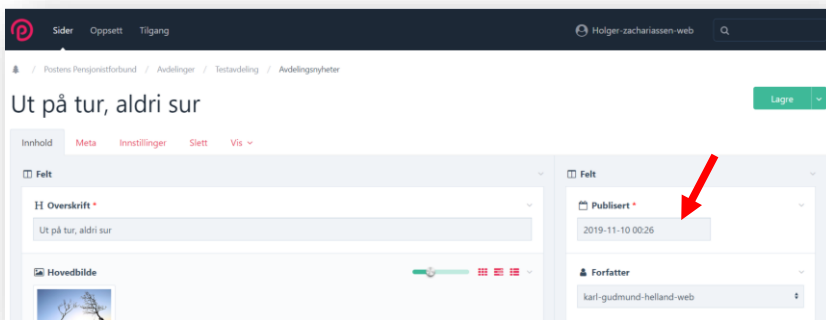 Sider Oppsett Tilgang Holger-zachariassen-web
/ Postens Pensjonistforbund / Avdelinger / Testavdeling / Avdelingsnyheter
Ut på tur, aldri sur
Lagre
Innhold Meta Innstillinger Slett Vis
Felt
Overskrift *
Ut på tur, aldri sur
Hovedbilde
Felt
Publisert *
2019-11-10 00:26
Forfatter
karl-gudmund-helland-web